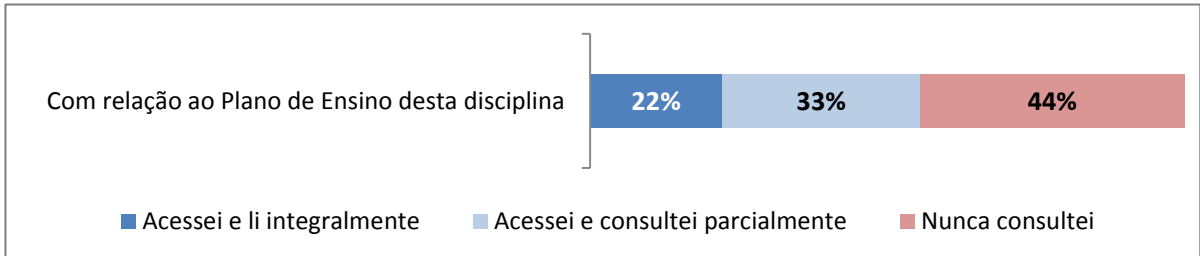 Com relação ao Plano de Ensino desta disciplina
22% 33% 44%
Acessei e li integralmente Acessei e consultei parcialmente Nunca consultei